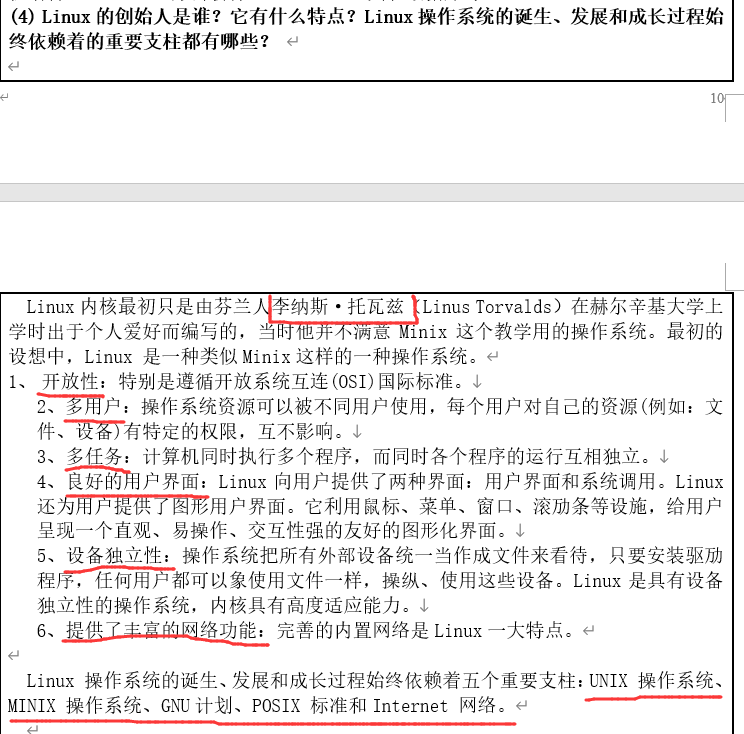 (4) Linux 的创始人是谁？它有什么特点？Linux 操作系统的诞生、发展和成长过程始
终依赖着的重要支柱都有哪些？
10
Linux内核最初只是由芬兰人李纳斯·托瓦兹（Linus Torvalds）在赫尔辛基大学上
学时出于个人爱好而编写的，当时他并不满意 Minix 这个教学用的操作系统。最初的
设想中，Linux 是一种类似Minix这样的一种操作系统。
1、 开放性：特别是遵循开放系统互连(OSI)国际标准。
2、多用户：操作系统资源可以被不同用户使用，每个用户对自己的资源(例如：文
件、设备)有特定的权限，互不影响。
3、多任务：计算机同时执行多个程序，而同时各个程序的运行互相独立。
4、良好的用户界面：Linux 向用户提供了两种界面：用户界面和系统调用。Linux
还为用户提供了图形用户界面。它利用鼠标、菜单、窗口、滚动条等设施，给用户
呈现一个直观、易操作、交互性强的友好的图形化界面。
5、设备独立性：操作系统把所有外部设备统一当作成文件来看待，只要安装驱动
程序，任何用户都可以象使用文件一样，操纵、使用这些设备。Linux 是具有设备
独立性的操作系统，内核具有高度适应能力。
6、提供了丰富的网络功能：完善的内置网络是Linux 一大特点。
Linux 操作系统的诞生、发展和成长过程始终依赖着五个重要支柱：UNIX 操作系统、
MINIX 操作系统、GNU 计划、POSIX 标准和Internet 网络。